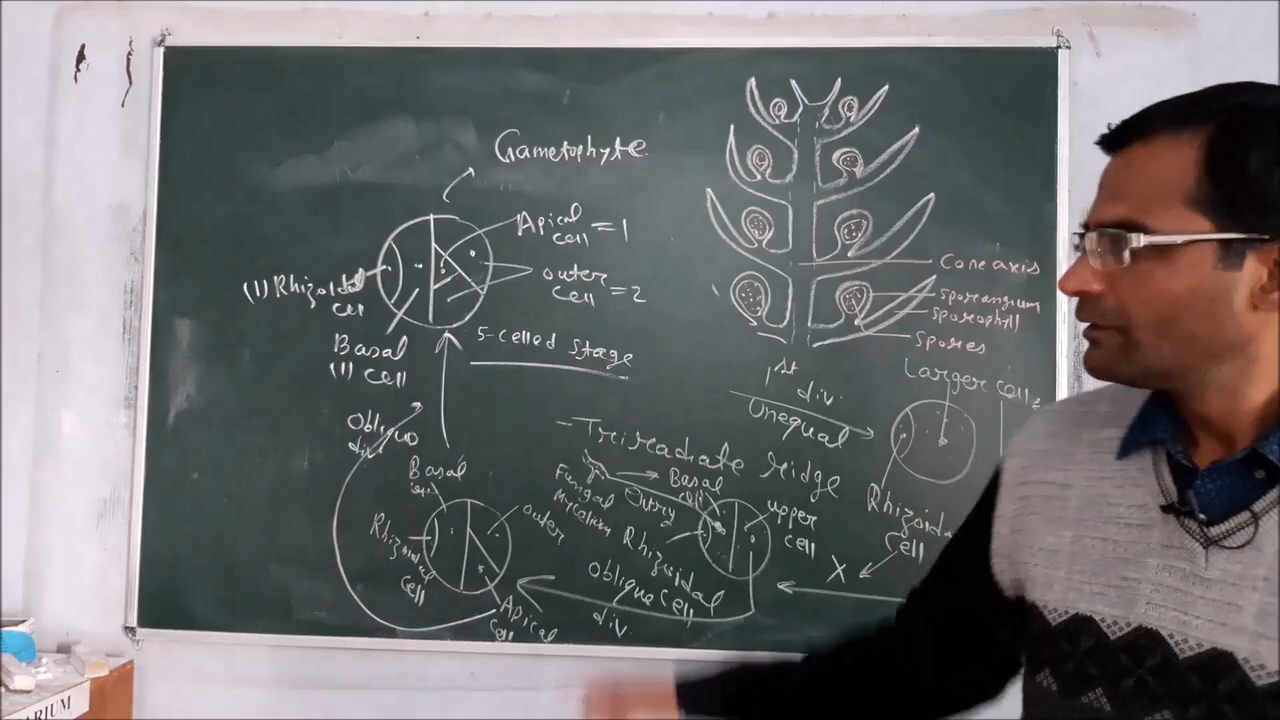 Gametophyte
Apical
cell = 1
outer
cell = 2
(1) Rhizoidal
cell
Basal
(1) cell
5-celled stage
Cone axis
Sporangium
Sporophyll
Spores
1st
div.
Unequal
Larger cell
Rhizoidal
cell
X
- Trriradiate ridge
Basal
cell
Fungal
Mycelium
Entry
upper
cell
Rhizoidal
cell
Oblique
div.
Oblique
div
Basal
outer
Rhizoidal
cell
Apical
cell
ARIUM